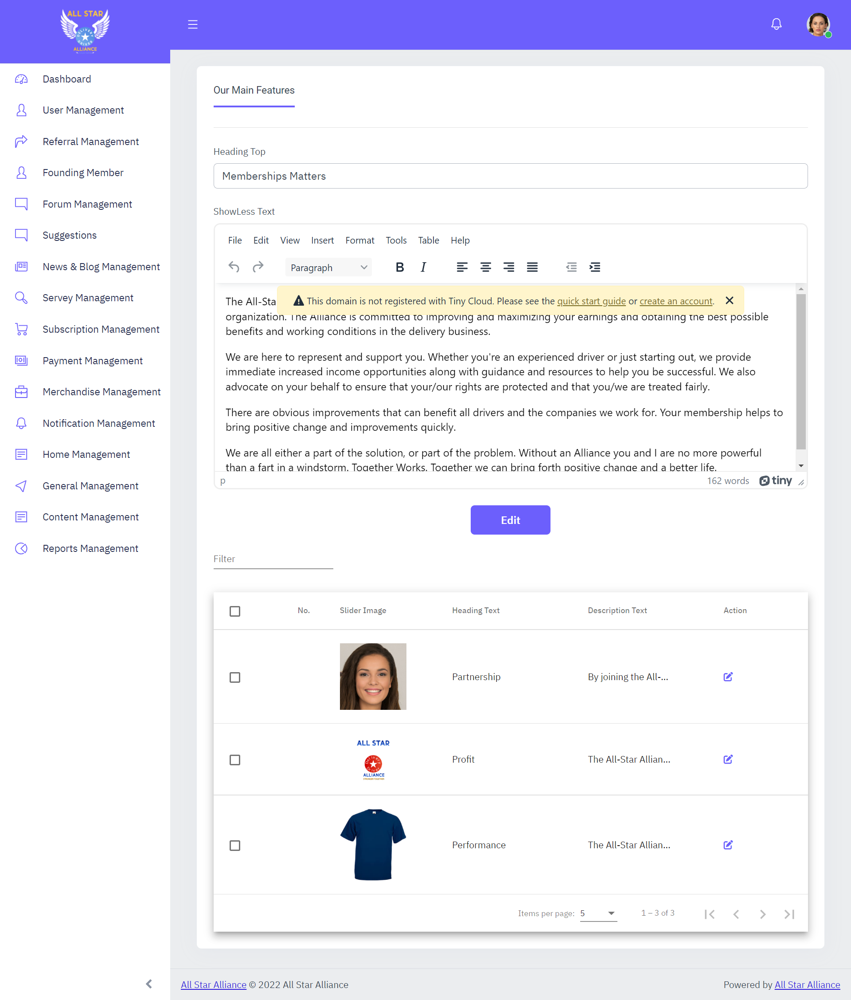 ALL STAR
DELIVERY DRIVER
ALLIANCE
Dashboard
User Management
Referral Management
Founding Member
Forum Management
Suggestions
News & Blog Management
Servey Management
Subscription Management
Payment Management
Merchandise Management
Notification Management
Home Management
General Management
Content Management
Reports Management
Our Main Features
Heading Top
Memberships Matters
ShowLess Text
File Edit View Insert Format Tools Table Help
Paragraph B I
This domain is not registered with Tiny Cloud. Please see the quick start guide or create an account.
The All-Sta
organization. The Alliance is committed to improving and maximizing your earnings and obtaining the best possible
benefits and working conditions in the delivery business.
We are here to represent and support you. Whether you're an experienced driver or just starting out, we provide
immediate increased income opportunities along with guidance and resources to help you be successful. We also
advocate on your behalf to ensure that your/our rights are protected and that you/we are treated fairly.
There are obvious improvements that can benefit all drivers and the companies we work for. Your membership helps to
bring positive change and improvements quickly.
We are all either a part of the solution, or part of the problem. Without an Alliance you and I are no more powerful
than a fart in a windstorm. Together Works. Together we can bring forth positive change and a better life.
p 162 words tiny
Edit
Filter
No. Slider Image Heading Text Description Text Action
Partnership By joining the All-...
ALL STAR
Delivery Driver
ALLIANCE
STRONGER TOGETHER
Profit The All-Star Allian...
Performance The All-Star Allian...
Items per page: 5 1 – 3 of 3
All Star Alliance © 2022 All Star Alliance Powered by All Star Alliance